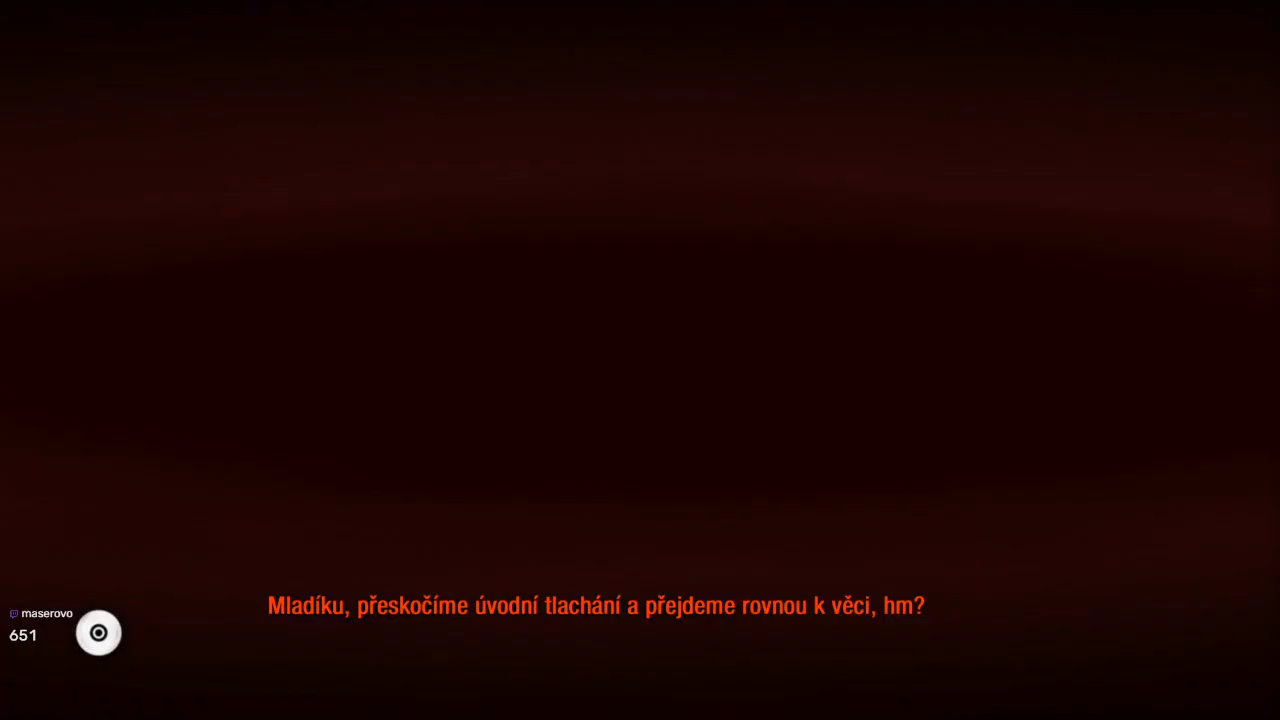 Mladíku, přeskočíme úvodní tlachání a přejdeme rovnou k věci, hm?
maserovo
651